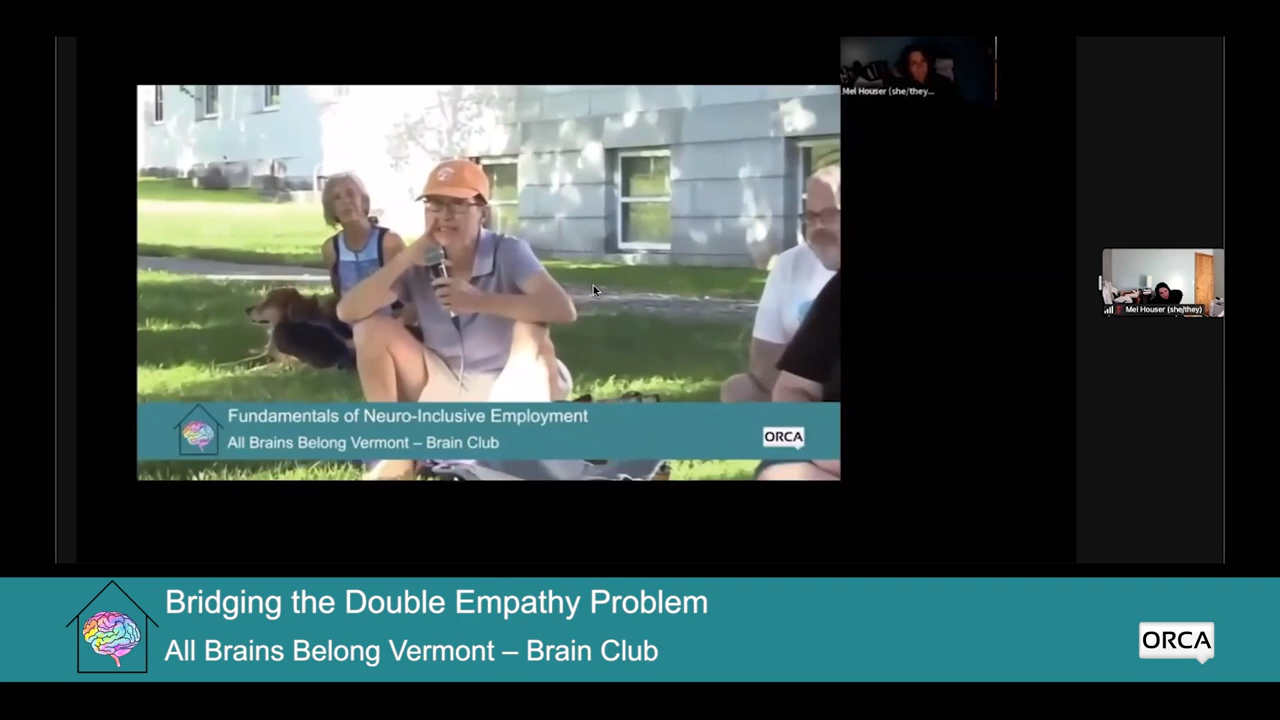 Mel Houser (she/they...
Mel Houser (she/they)
Fundamentals of Neuro-Inclusive Employment
All Brains Belong Vermont – Brain Club
ORCA
Bridging the Double Empathy Problem
All Brains Belong Vermont – Brain Club
ORCA